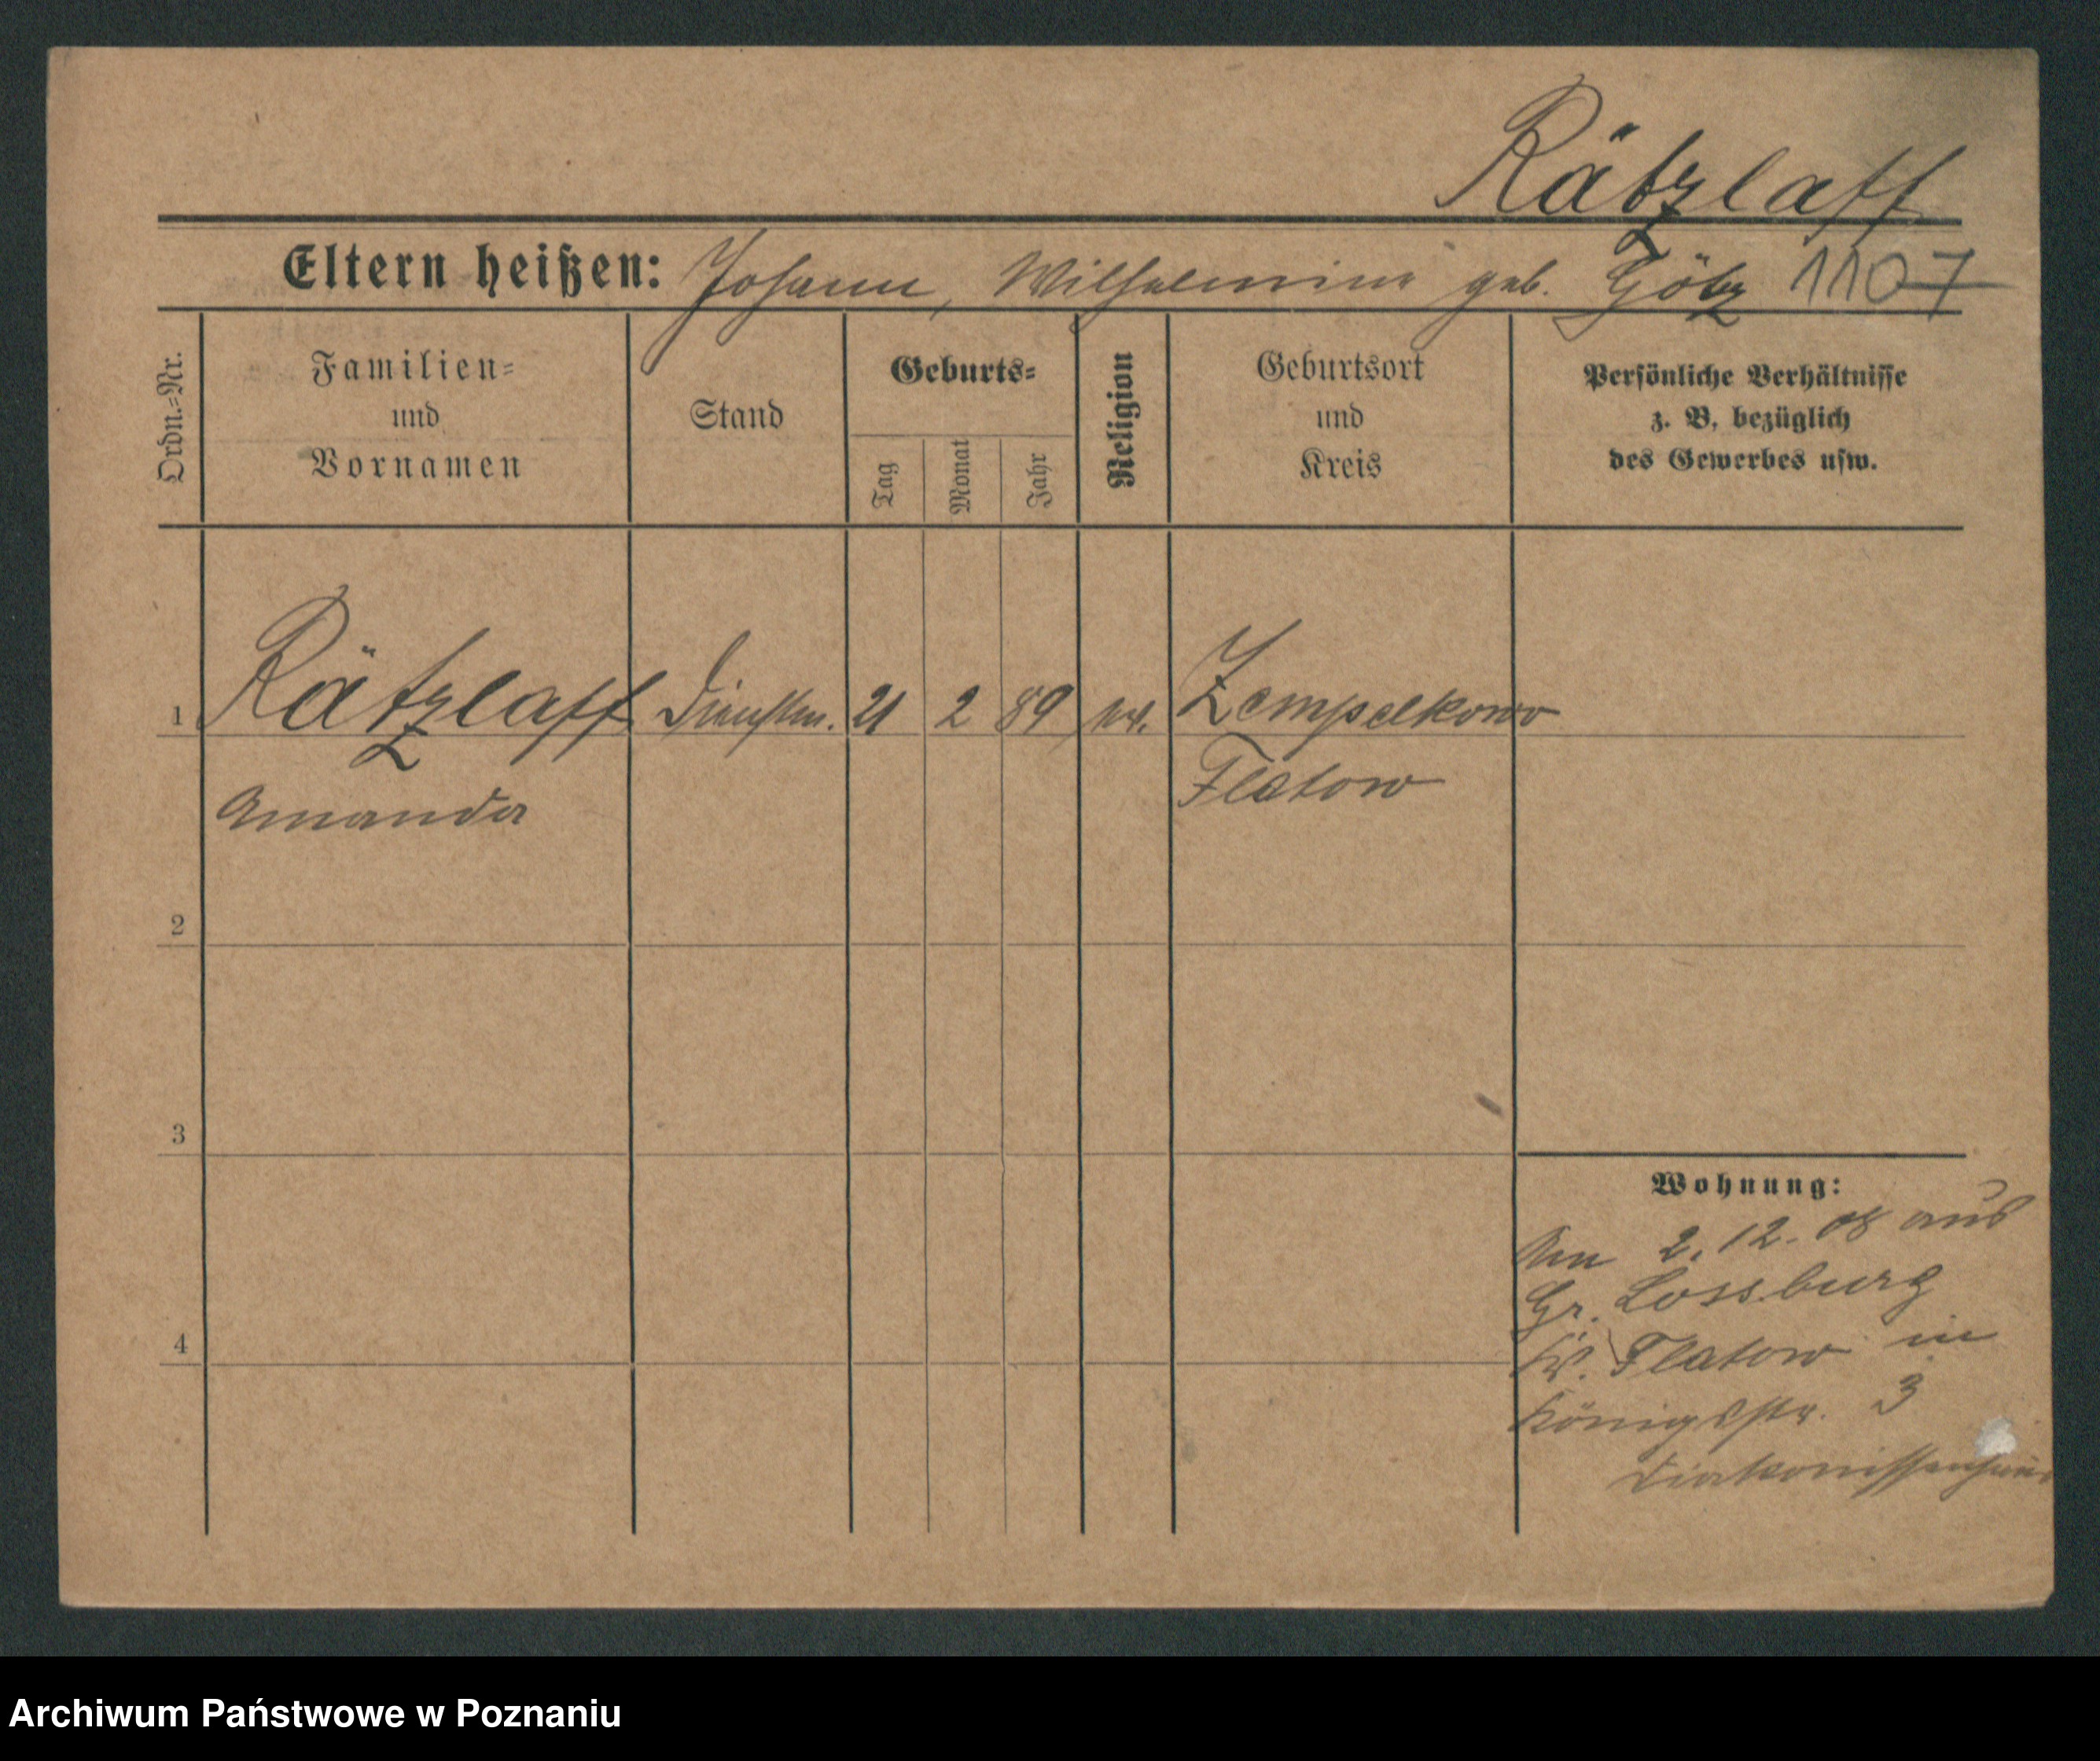 Rätzlaff
Eltern heißen: Johann, Wilhelmine geb. Götz 1107
Ordn.=Nr.
Familien=
und
Vornamen
Stand
Geburts=
Tag
Monat
Jahr
Religion
Geburtsort
und
Kreis
Persönliche Verhältnisse
z. B. bezüglich
des Gewerbes usw.
1 Rätzlaff Dienstm. 21 2 89 Zempelkowo
Amanda Flatow
2
3
4
Wohnung:
Am 2. 12. 08 aus
Gr. Lossburg
Kr. Flatow in
Königstr. 3
Diakonissenhaus
Archiwum Państwowe w Poznaniu